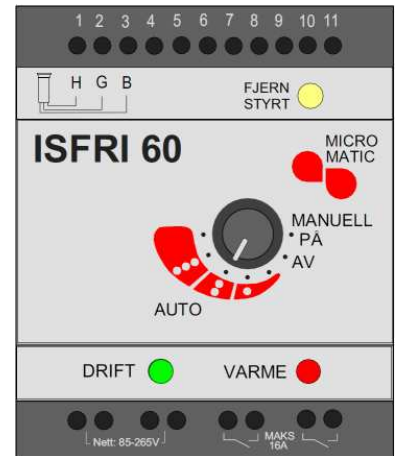 1 2 3 4 5 6 7 8 9 10 11
H G B
FJERN
STYRT
ISFRI 60
MICRO
MATIC
MANUELL
PÅ
AV
AUTO
DRIFT
VARME
Nett: 85-265V
MAKS
16A